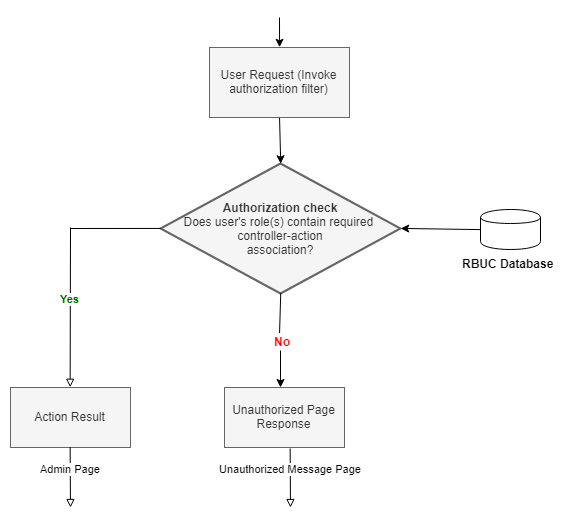 User Request (Invoke
authorization filter)
Authorization check
Does user's role(s) contain required
controller-action
association?
RBUC Database
Yes
No
Action Result
Unauthorized Page
Response
Admin Page
Unauthorized Message Page